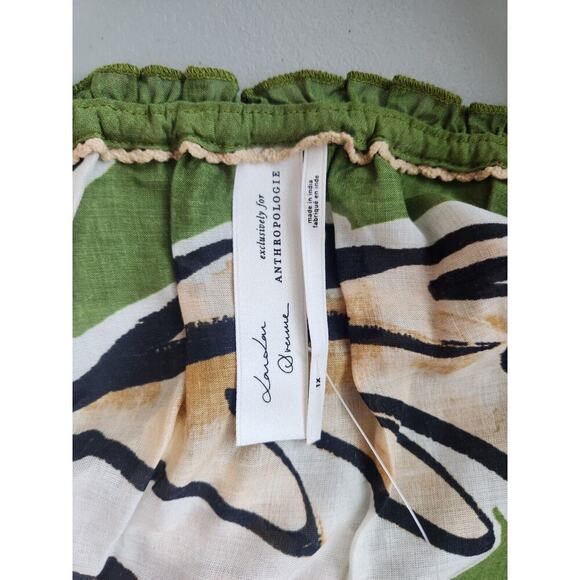 exclusively for
ANTHROPOLOGIE
made in india
fabriqué en inde
1X